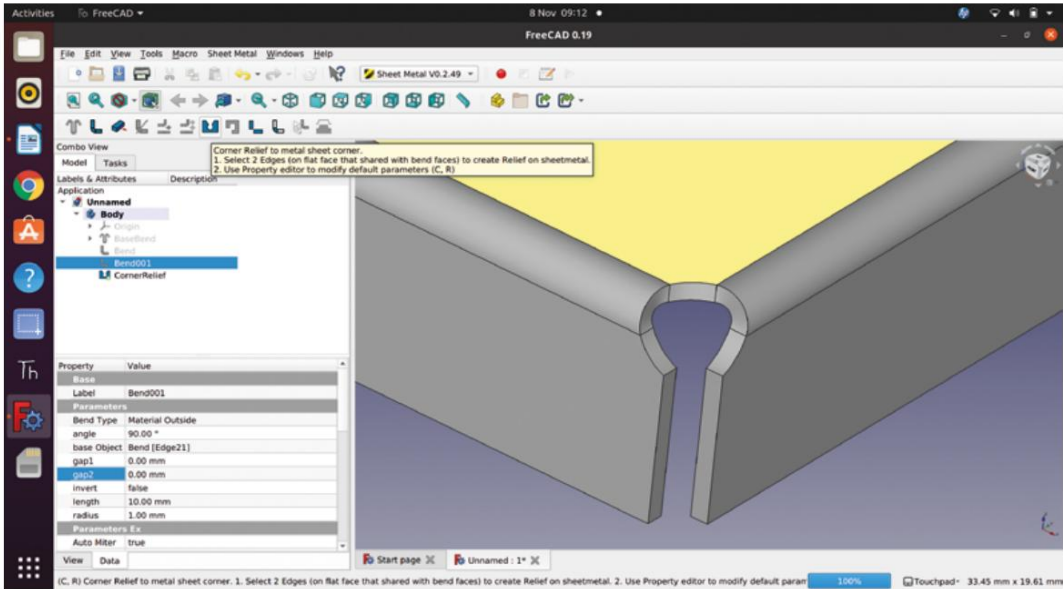 Activities
FreeCAD
8 Nov 09:12
FreeCAD 0.19
File Edit View Tools Macro Sheet Metal Windows Help
Sheet Metal V0.2.49
Combo View
Corner Relief to metal sheet corner.
1. Select 2 Edges (on flat face that shared with bend faces) to create Relief on sheetmetal.
2. Use Property editor to modify default parameters (C, R)
Model Tasks
Labels & Attributes Description
Application
Unnamed
Body
Origin
BaseBend
Bend
Bend001
CornerRelief
Property Value
Base
Label Bend001
Parameters
Bend Type Material Outside
angle 90.00 °
base Object Bend [Edge21]
gap1 0.00 mm
gap2 0.00 mm
invert false
length 10.00 mm
radius 1.00 mm
Parameters Ex
Auto Miter true
View Data
Start page
Unnamed : 1*
(C, R) Corner Relief to metal sheet corner. 1. Select 2 Edges (on flat face that shared with bend faces) to create Relief on sheetmetal. 2. Use Property editor to modify default param
100%
Touchpad 33.45 mm x 19.61 mm
Th